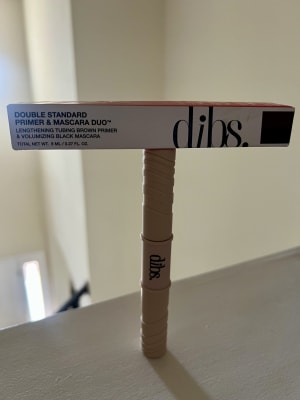 DOUBLE STANDARD
PRIMER & MASCARA DUO™
LENGTHENING TUBING BROWN PRIMER
& VOLUMIZING BLACK MASCARA
TOTAL NET WT. 8 ML / 0.27 FL. OZ.
dibs.
dibs.